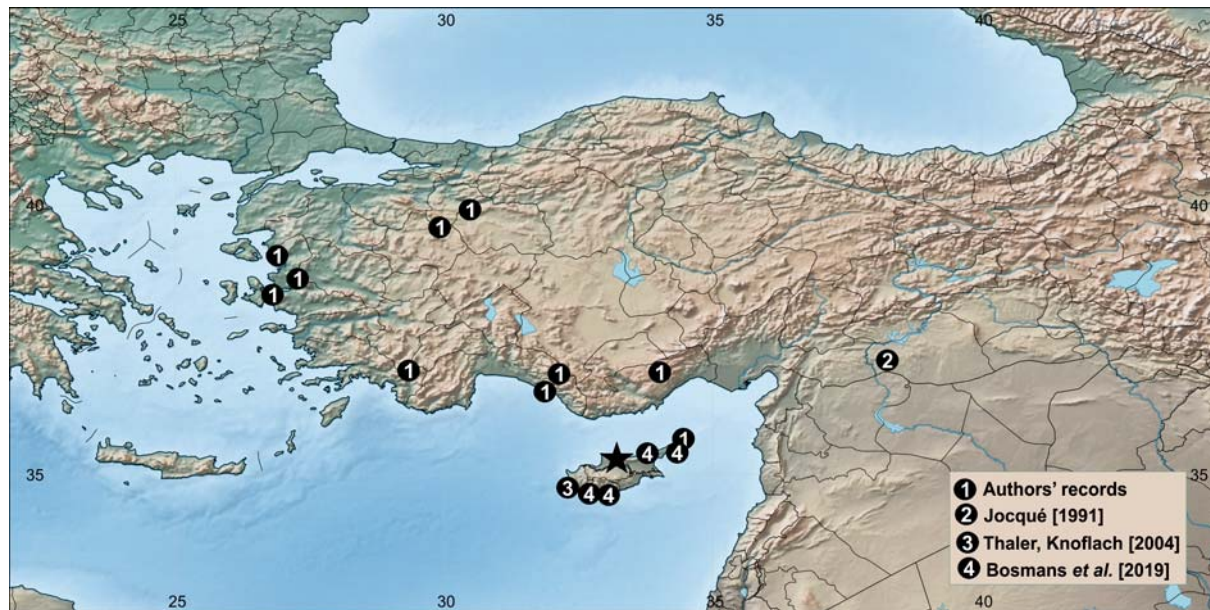 25 30 35 40
40 40
1
1
1
1
1
2
1 1 1
1
1
4 4
35 35
3 4 4
1 Authors’ records
2 Jocqué [1991]
3 Thaler, Knoflach [2004]
4 Bosmans et al. [2019]
25 30 35 40